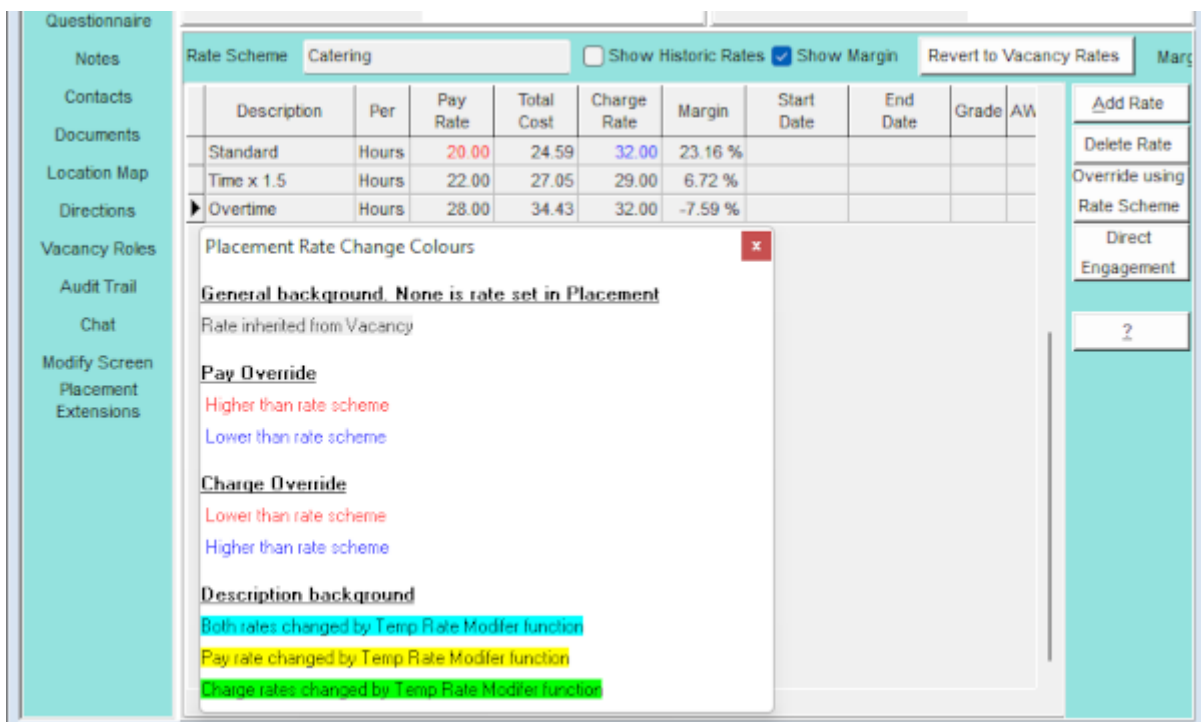 Questionnaire
Notes
Contacts
Documents
Location Map
Directions
Vacancy Roles
Audit Trail
Chat
Modify Screen
Placement
Extensions
Rate Scheme Catering Show Historic Rates Show Margin Revert to Vacancy Rates Marg
Description Per Pay Rate Total Cost Charge Rate Margin Start Date End Date Grade AW
Standard Hours 20.00 24.59 32.00 23.16 %
Time x 1.5 Hours 22.00 27.05 29.00 6.72 %
Overtime Hours 28.00 34.43 32.00 -7.59 %
Add Rate
Delete Rate
Override using
Rate Scheme
Direct
Engagement
?
Placement Rate Change Colours x
General background. None is rate set in Placement
Rate inherited from Vacancy
Pay Override
Higher than rate scheme
Lower than rate scheme
Charge Override
Lower than rate scheme
Higher than rate scheme
Description background
Both rates changed by Temp Rate Modifer function
Pay rate changed by Temp Rate Modifer function
Charge rates changed by Temp Rate Modifer function